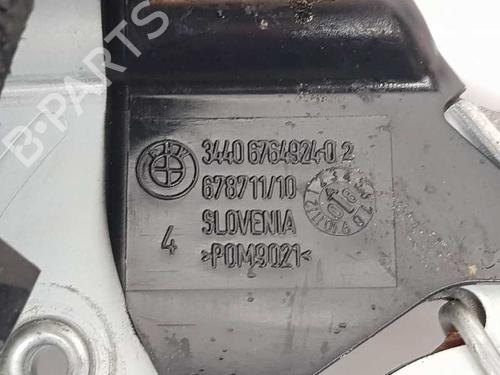 B-PARTS
3440 6764924-0 2
678711/10
SLOVENIA
4
>POM9021<